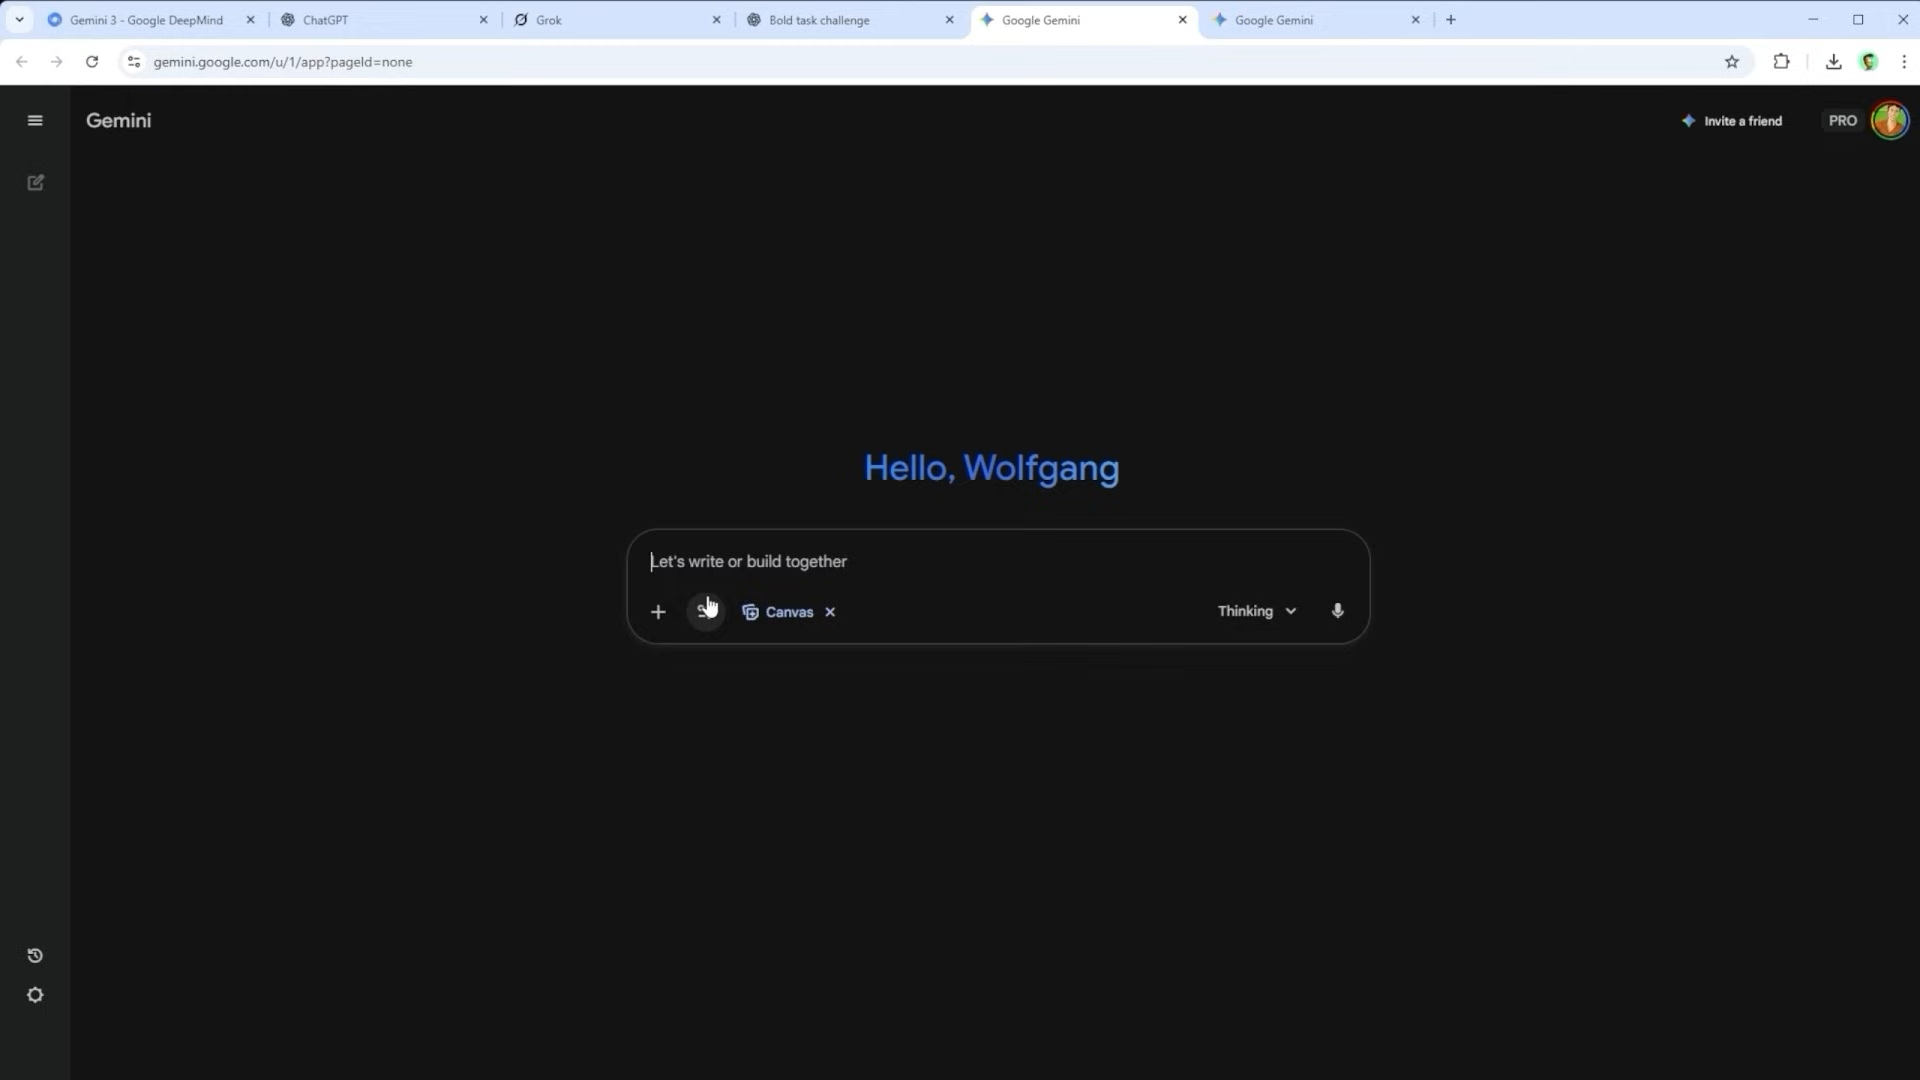 Gemini 3 - Google DeepMind
ChatGPT
Grok
Bold task challenge
Google Gemini
Google Gemini
gemini.google.com/u/1/app?pageId=none
Gemini
Invite a friend
PRO
Hello, Wolfgang
Let's write or build together
Canvas
Thinking